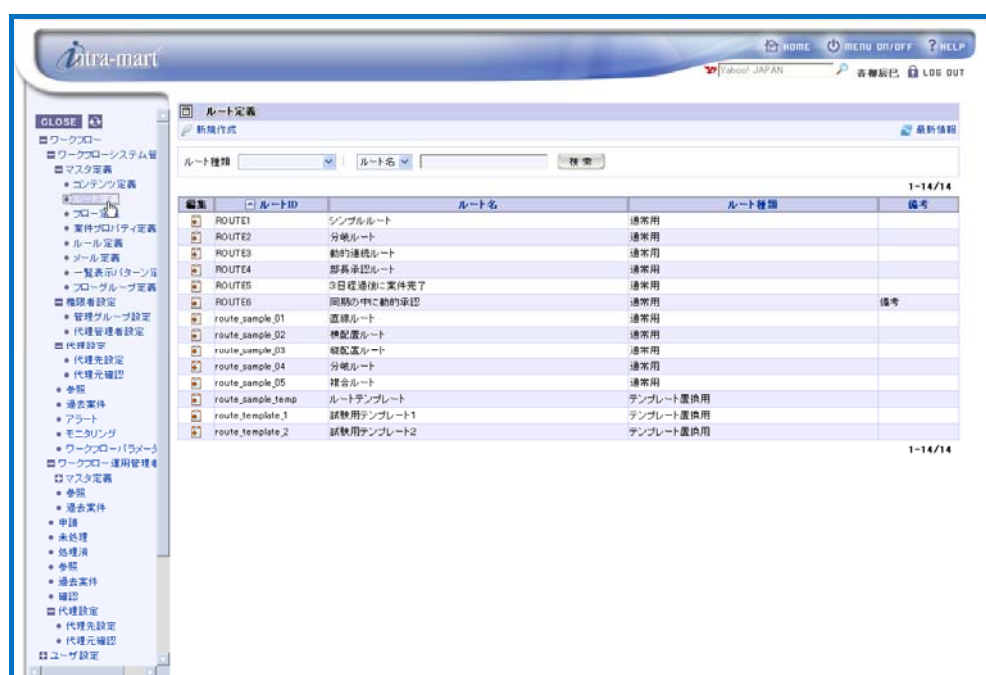 intra-mart
HOME MENU ON/OFF ? HELP
Yahoo! JAPAN 青柳辰巳 LOG OUT
CLOSE
ワークフロー
ワークフローシステム管
マスタ定義
コンテンツ定義
フロー定義
案件プロパティ定義
ルール定義
メール定義
一覧表示パターン定
フローグループ定義
権限者設定
管理グループ設定
代理管理者設定
代理設定
代理先設定
代理元確認
参照
過去案件
アラート
モニタリング
ワークフローパラメータ
ワークフロー運用管理者
マスタ定義
参照
過去案件
申請
未処理
処理済
参照
過去案件
確認
代理設定
代理先設定
代理元確認
ユーザ設定
ルート定義
新規作成 最新情報
ルート種類 ルート名 検索
1-14/14
編集 ルートID ルート名 ルート種類 備考
ROUTE1 シンプルルート 通常用
ROUTE2 分岐ルート 通常用
ROUTE3 動的連続ルート 通常用
ROUTE4 部長承認ルート 通常用
ROUTE5 3日経過後に案件完了 通常用
ROUTE6 同期の中に動的承認 通常用 備考
route_sample_01 直線ルート 通常用
route_sample_02 横配置ルート 通常用
route_sample_03 縦配置ルート 通常用
route_sample_04 分岐ルート 通常用
route_sample_05 複合ルート 通常用
route_sample_temp ルートテンプレート テンプレート置換用
route_template_1 試験用テンプレート1 テンプレート置換用
route_template_2 試験用テンプレート2 テンプレート置換用
1-14/14